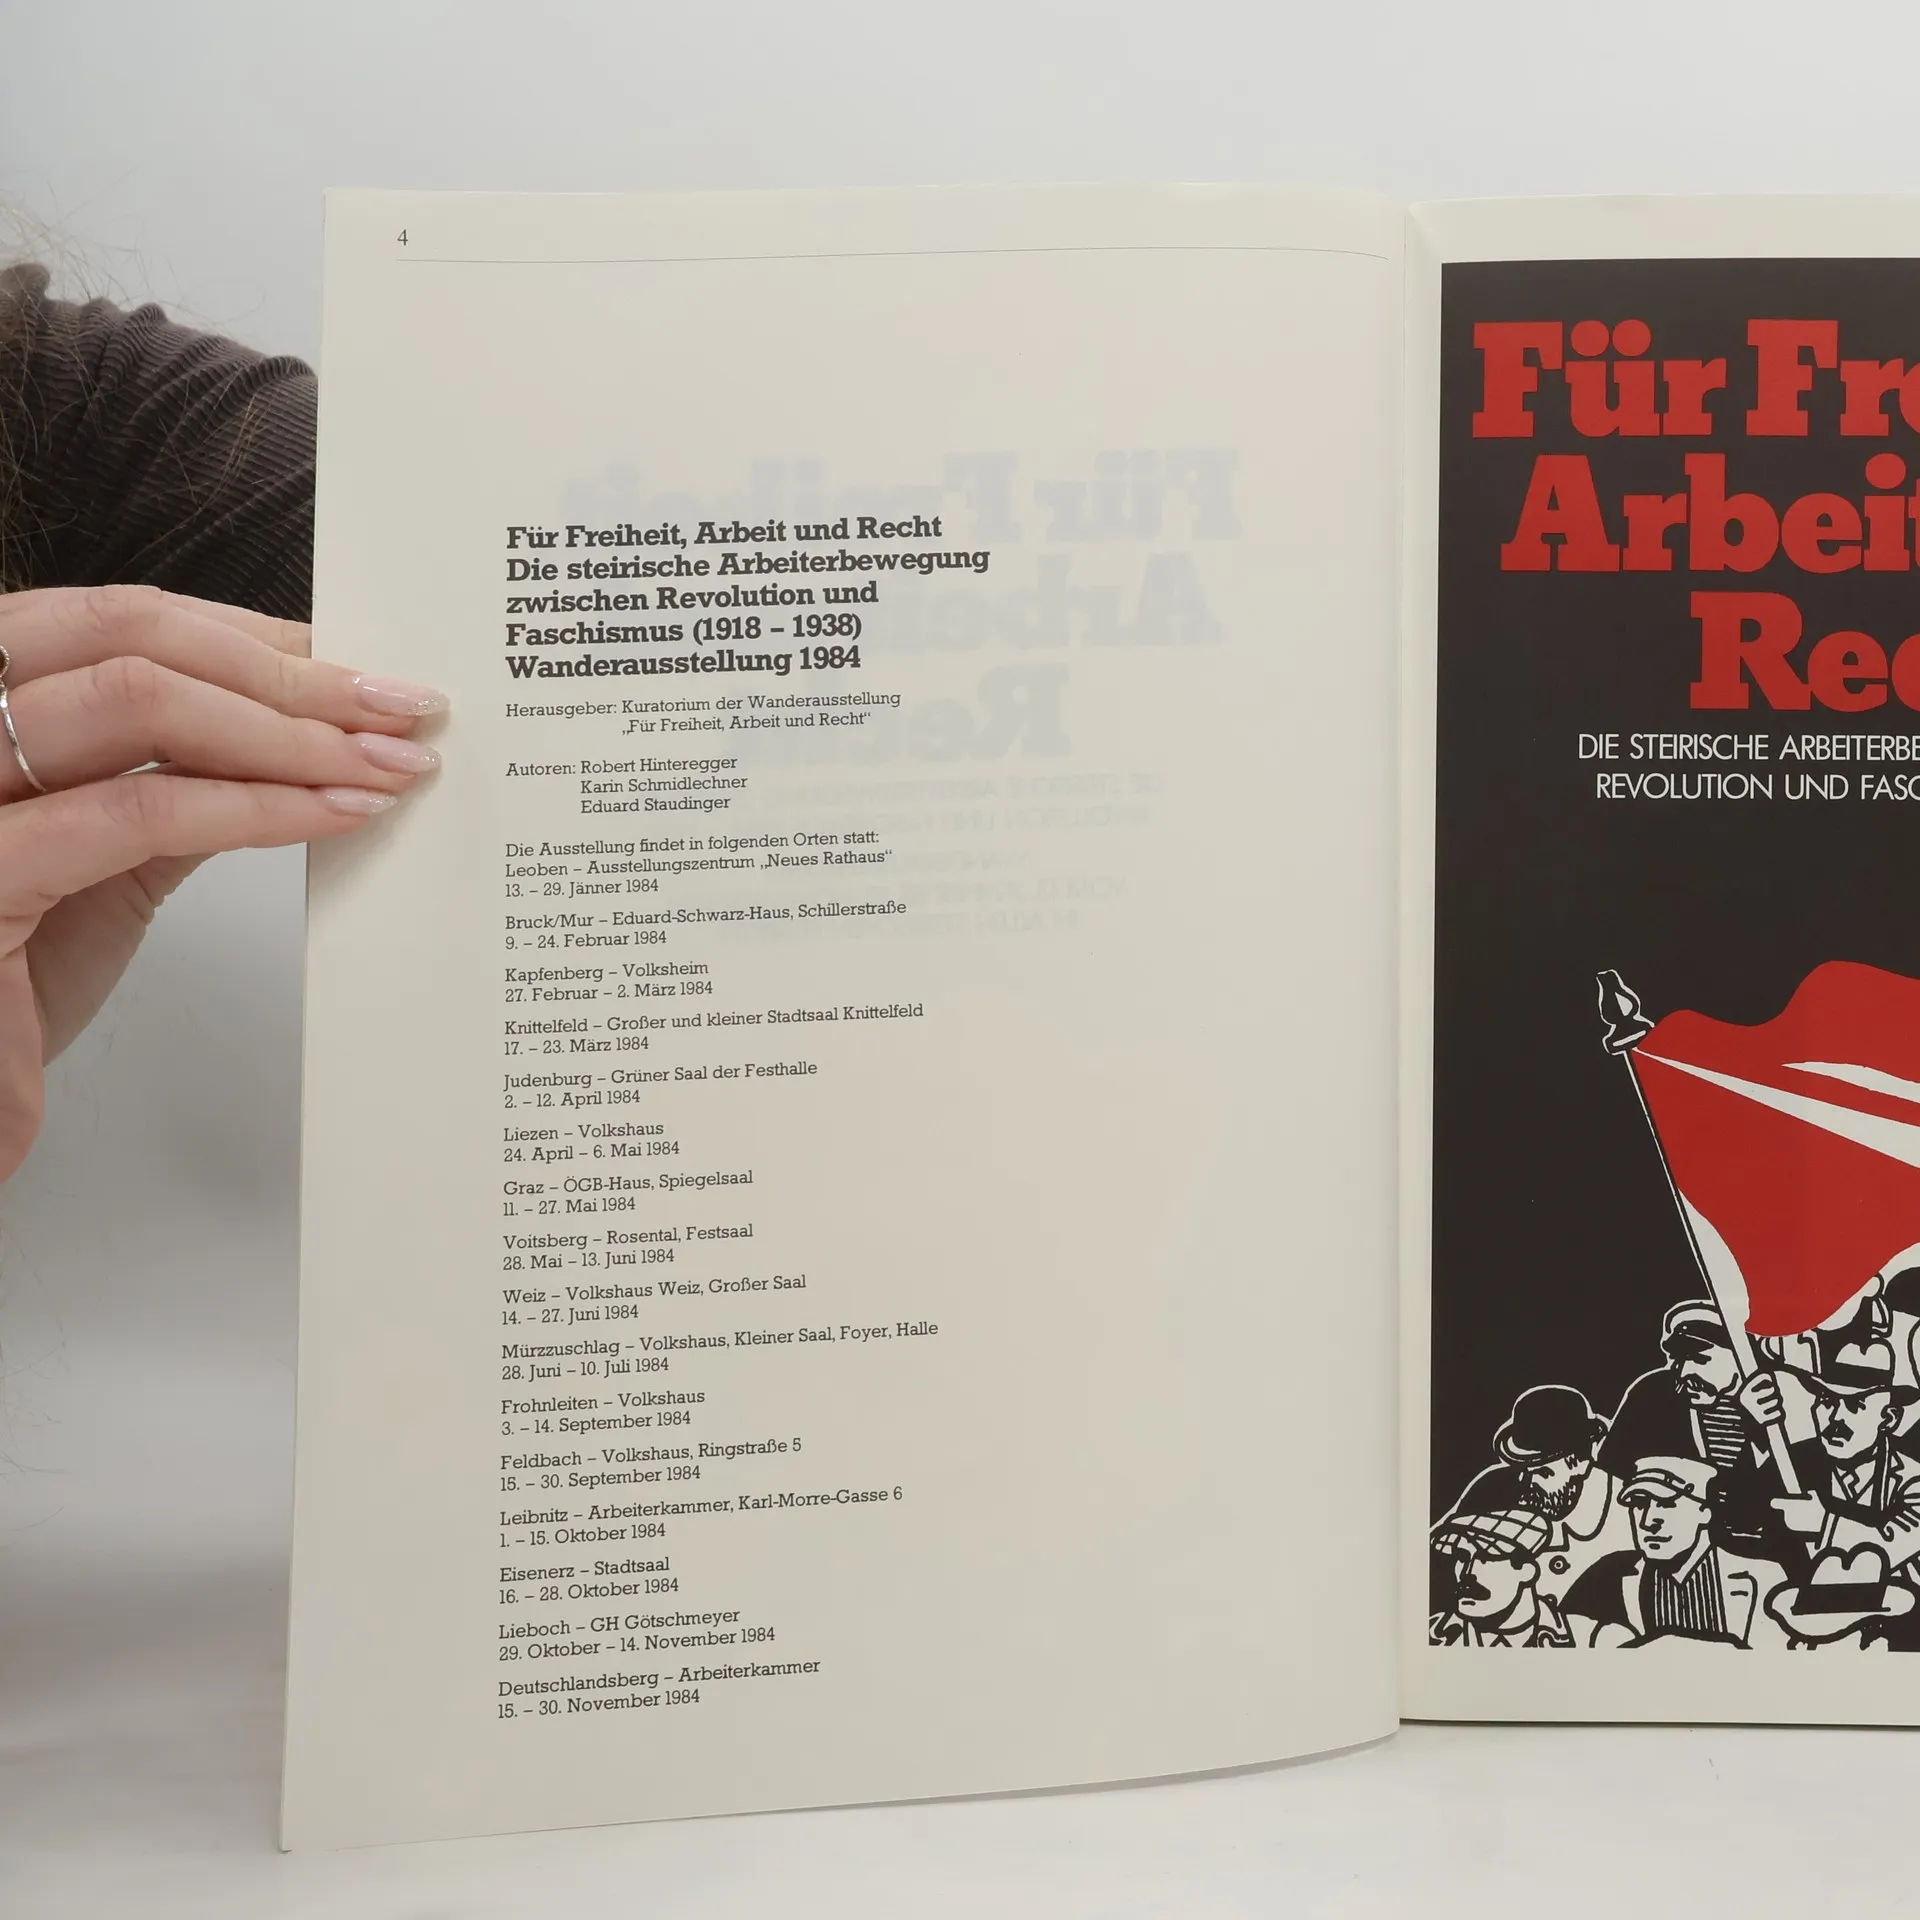 4
Für Freiheit, Arbeit und Recht
Die steirische Arbeiterbewegung
zwischen Revolution und
Faschismus (1918 – 1938)
Wanderausstellung 1984
Herausgeber: Kuratorium der Wanderausstellung
„Für Freiheit, Arbeit und Recht“
Autoren: Robert Hinteregger
Karin Schmidlechner
Eduard Staudinger
Die Ausstellung findet in folgenden Orten statt:
Leoben – Ausstellungszentrum „Neues Rathaus“
13. – 29. Jänner 1984
Bruck/Mur – Eduard-Schwarz-Haus, Schillerstraße
9. – 24. Februar 1984
Kapfenberg – Volksheim
27. Februar – 2. März 1984
Knittelfeld – Großer und kleiner Stadtsaal Knittelfeld
17. – 23. März 1984
Judenburg – Grüner Saal der Festhalle
2. – 12. April 1984
Liezen – Volkshaus
24. April – 6. Mai 1984
Graz – ÖGB-Haus, Spiegelsaal
11. – 27. Mai 1984
Voitsberg – Rosental, Festsaal
28. Mai – 13. Juni 1984
Weiz – Volkshaus Weiz, Großer Saal
14. – 27. Juni 1984
Mürzzuschlag – Volkshaus, Kleiner Saal, Foyer, Halle
28. Juni – 10. Juli 1984
Frohnleiten – Volkshaus
3. – 14. September 1984
Feldbach – Volkshaus, Ringstraße 5
15. – 30. September 1984
Leibnitz – Arbeiterkammer, Karl-Morre-Gasse 6
1. – 15. Oktober 1984
Eisenerz – Stadtsaal
16. – 28. Oktober 1984
Lieboch – GH Götschmeyer
29. Oktober – 14. November 1984
Deutschlandsberg – Arbeiterkammer
15. – 30. November 1984
Für Fre
Arbeit
Rec
DIE STEIRISCHE ARBEITERBE
REVOLUTION UND FASC